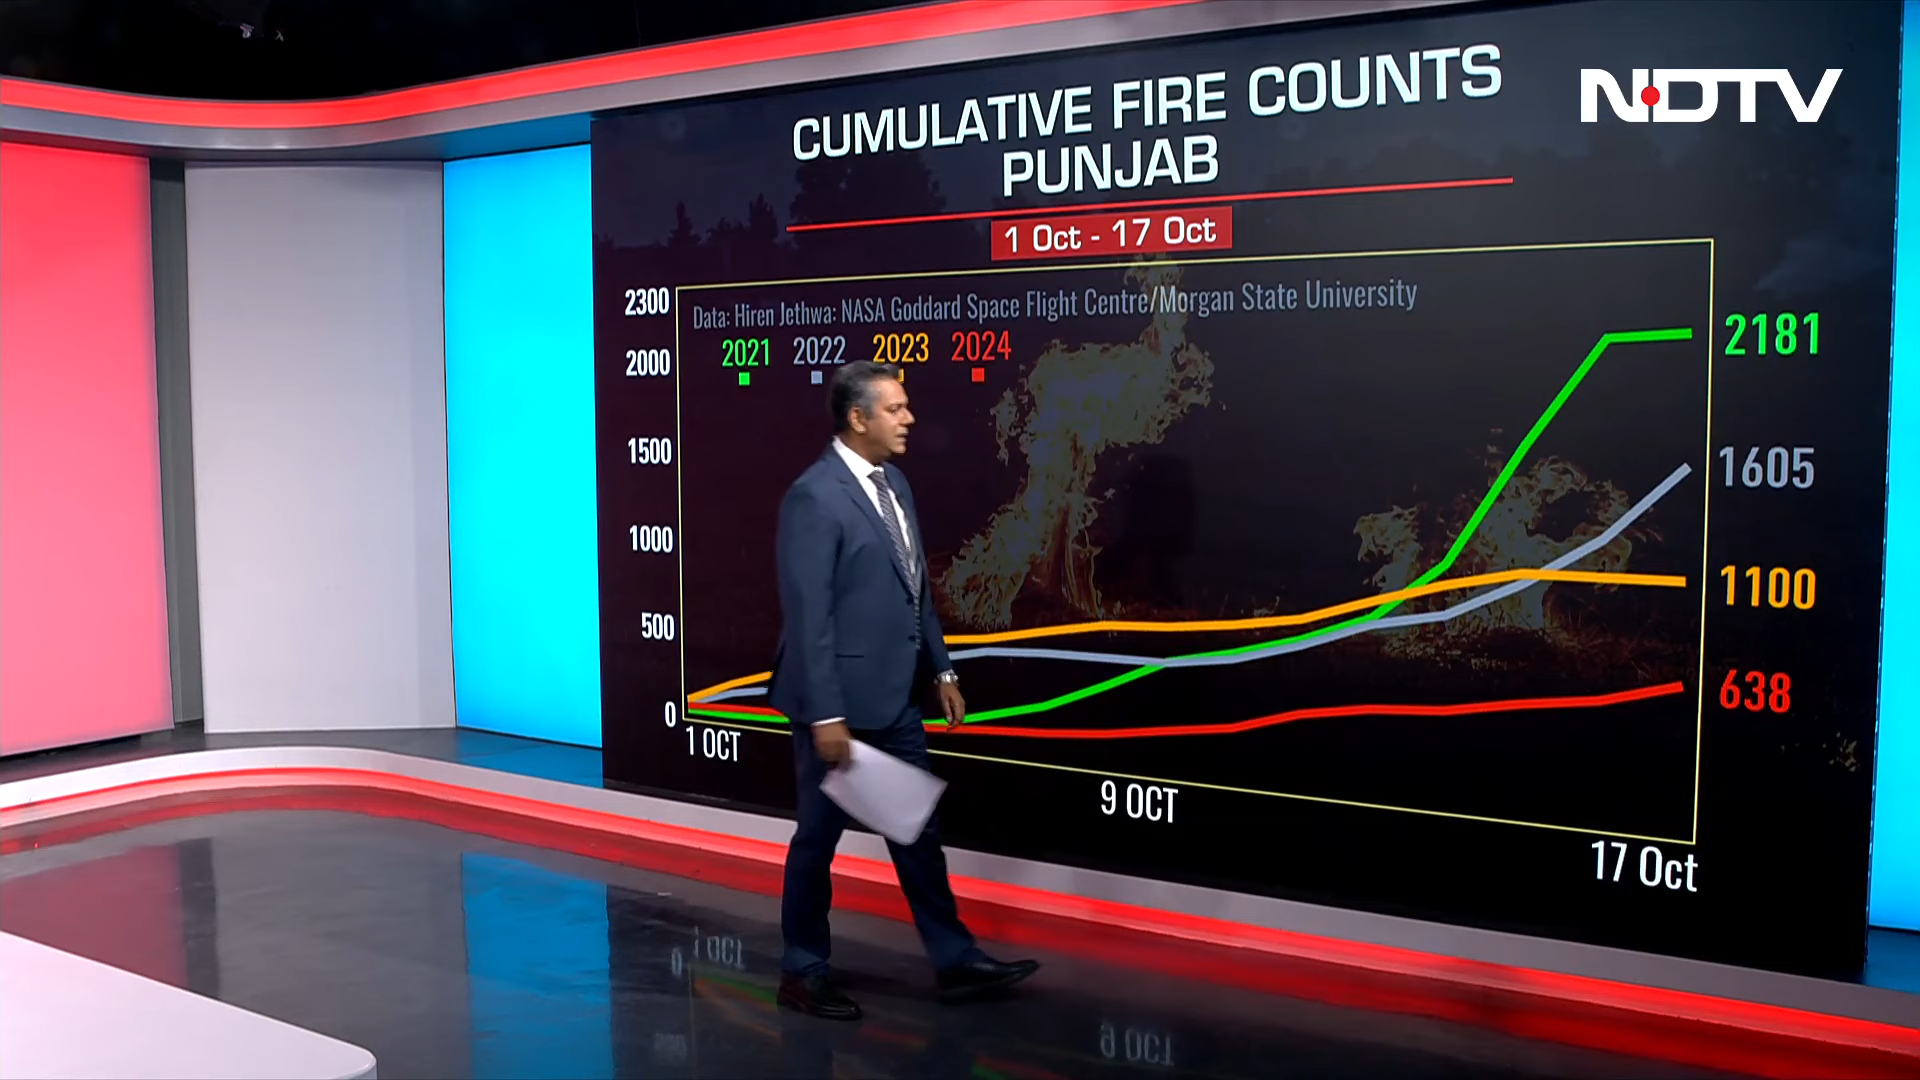 NDTV
CUMULATIVE FIRE COUNTS
PUNJAB
1 Oct - 17 Oct
Data: Hiren Jethwa: NASA Goddard Space Flight Centre/Morgan State University
2021 2022 2023 2024
2300
2000
1500
1000
500
0
2181
1605
1100
638
1 OCT
9 OCT
17 Oct